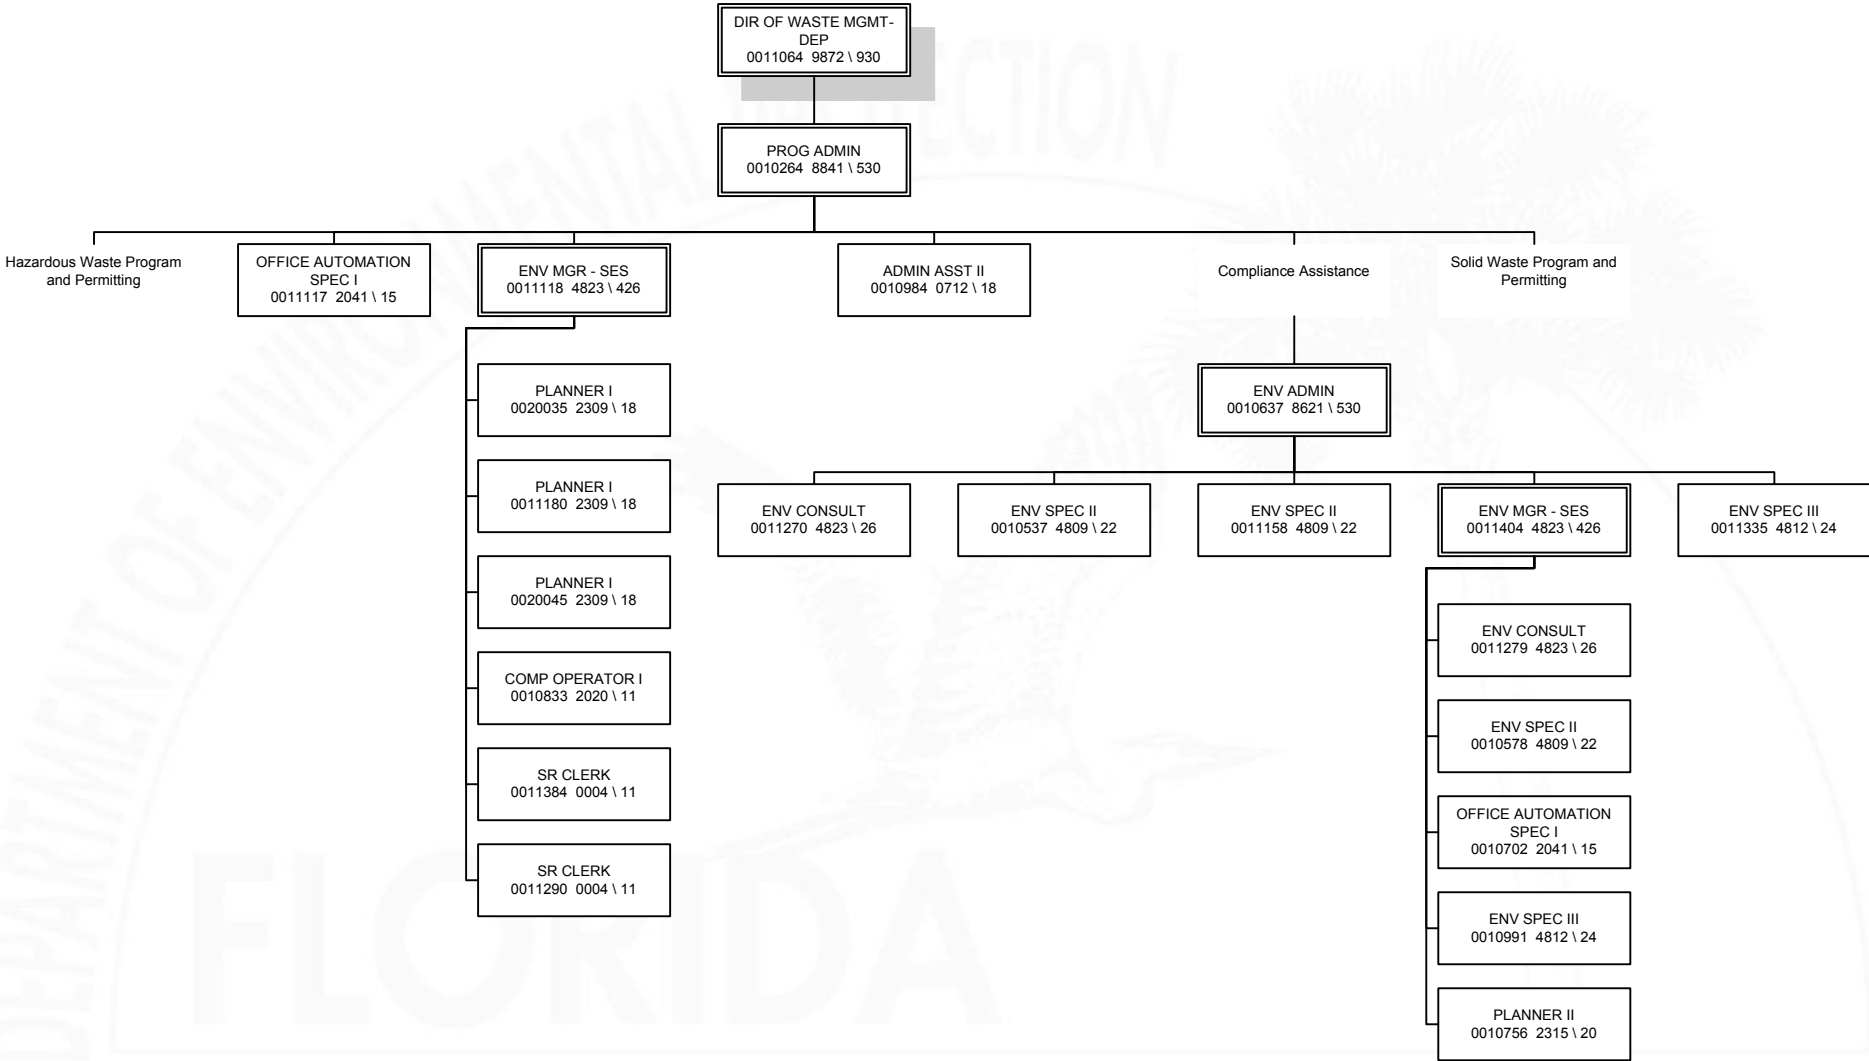 DIR OF WASTE MGMT-
DEP
0011064 9872 \ 930
PROG ADMIN
0010264 8841 \ 530
Hazardous Waste Program
and Permitting
OFFICE AUTOMATION
SPEC I
0011117 2041 \ 15
ENV MGR - SES
0011118 4823 \ 426
ADMIN ASST II
0010984 0712 \ 18
Compliance Assistance
Solid Waste Program and
Permitting
PLANNER I
0020035 2309 \ 18
PLANNER I
0011180 2309 \ 18
PLANNER I
0020045 2309 \ 18
COMP OPERATOR I
0010833 2020 \ 11
SR CLERK
0011384 0004 \ 11
SR CLERK
0011290 0004 \ 11
ENV ADMIN
0010637 8621 \ 530
ENV CONSULT
0011270 4823 \ 26
ENV SPEC II
0010537 4809 \ 22
ENV SPEC II
0011158 4809 \ 22
ENV MGR - SES
0011404 4823 \ 426
ENV SPEC III
0011335 4812 \ 24
ENV CONSULT
0011279 4823 \ 26
ENV SPEC II
0010578 4809 \ 22
OFFICE AUTOMATION
SPEC I
0010702 2041 \ 15
ENV SPEC III
0010991 4812 \ 24
PLANNER II
0010756 2315 \ 20
DEPARTMENT OF ENVIRONMENTAL PROTECTION
FLORIDA